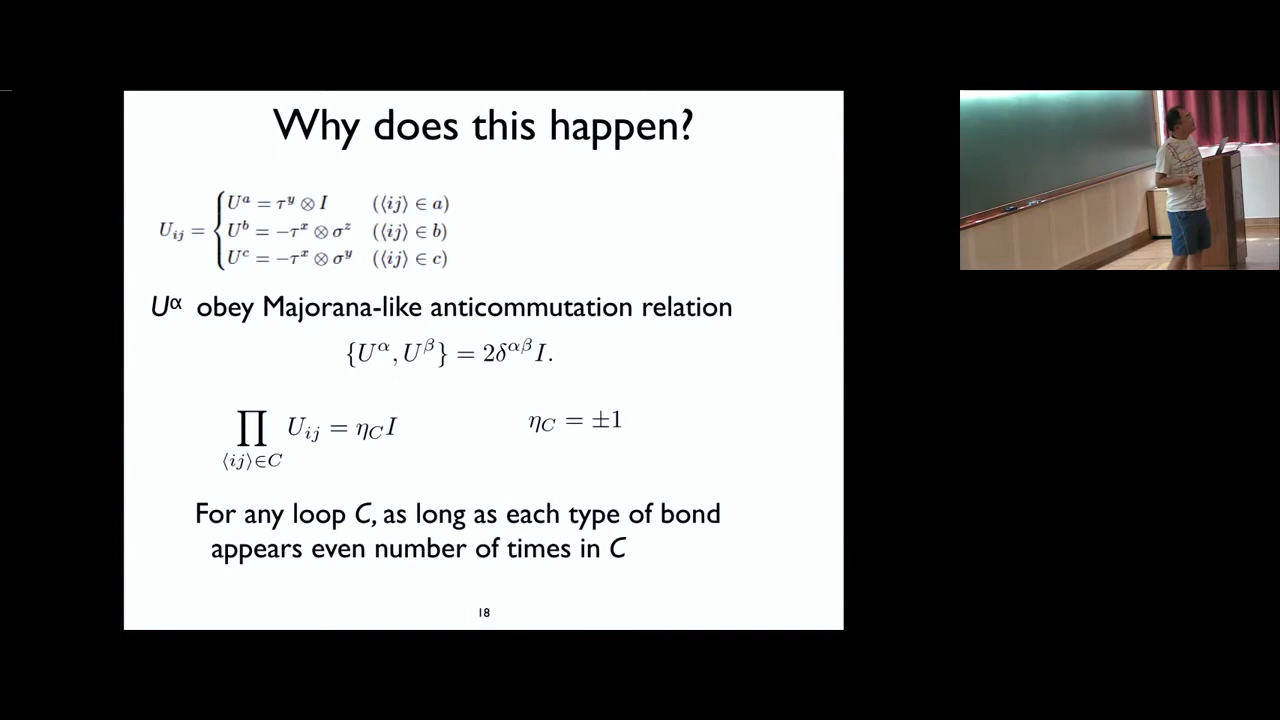 Why does this happen?
U_{ij} = { U^a = τ^y ⊗ I (⟨ij⟩ ∈ a)
U^b = −τ^x ⊗ σ^z (⟨ij⟩ ∈ b)
U^c = −τ^x ⊗ σ^y (⟨ij⟩ ∈ c)
U^α obey Majorana-like anticommutation relation
{U^α, U^β} = 2δ^{αβ} I.
∏_{⟨ij⟩∈C} U_{ij} = η_C I η_C = ±1
For any loop C, as long as each type of bond
appears even number of times in C
18